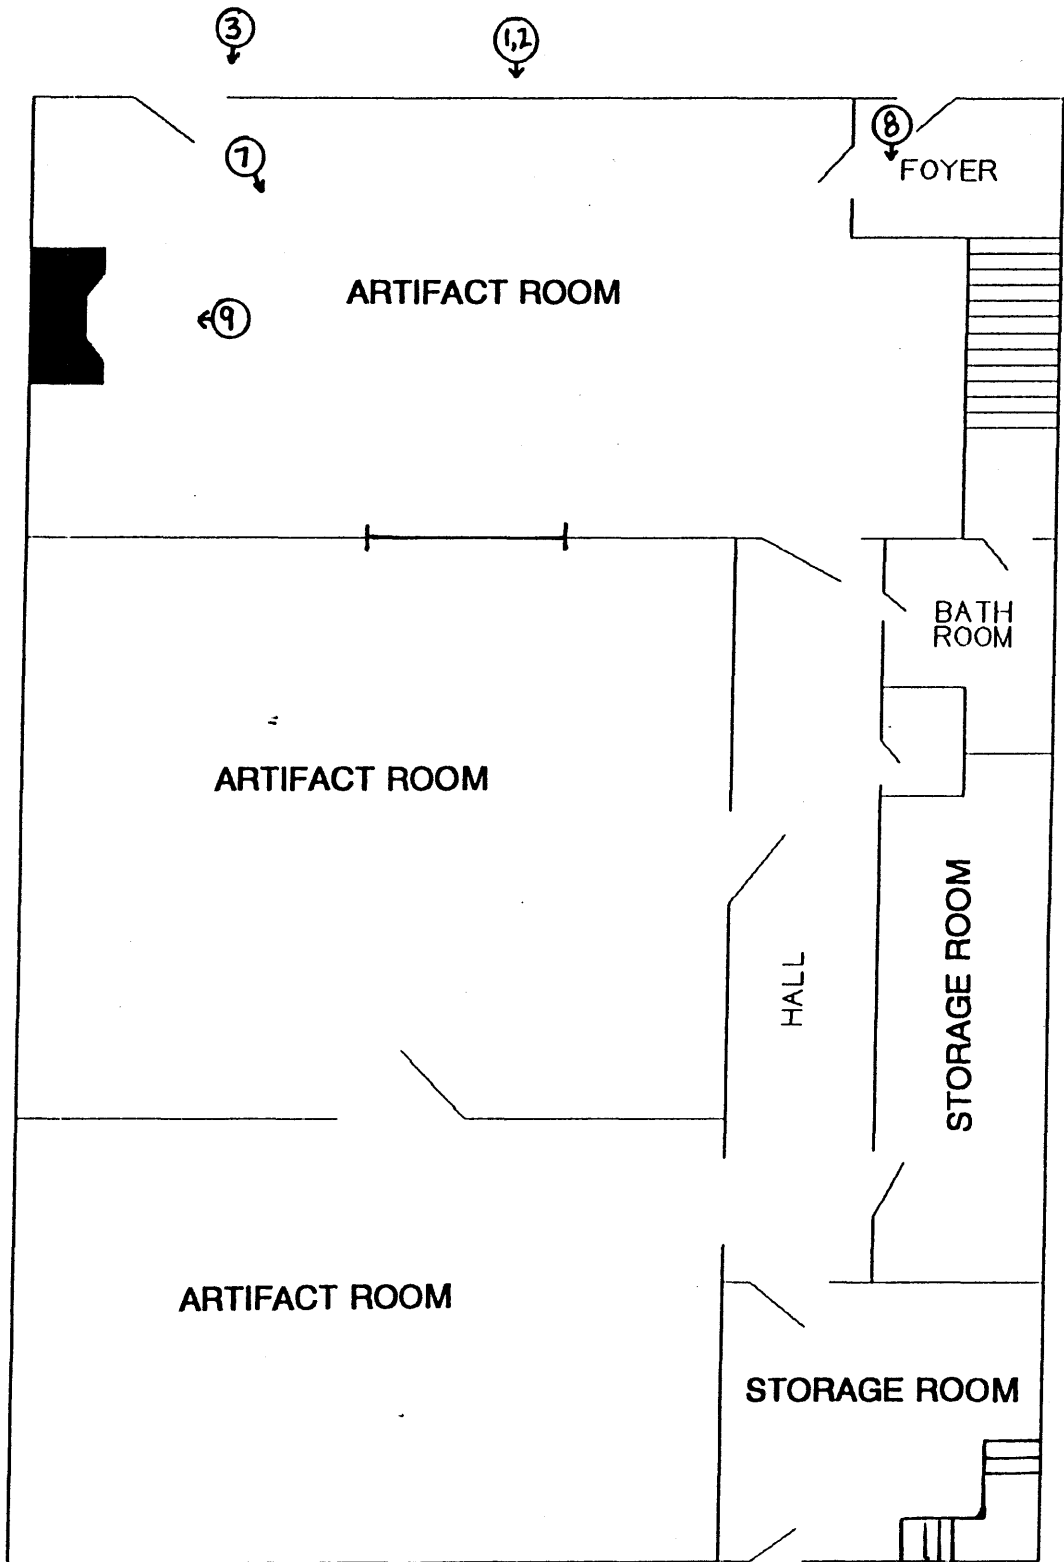 3
1,2
7
8
FOYER
ARTIFACT ROOM
9
BATH
ROOM
ARTIFACT ROOM
STORAGE ROOM
HALL
ARTIFACT ROOM
STORAGE ROOM